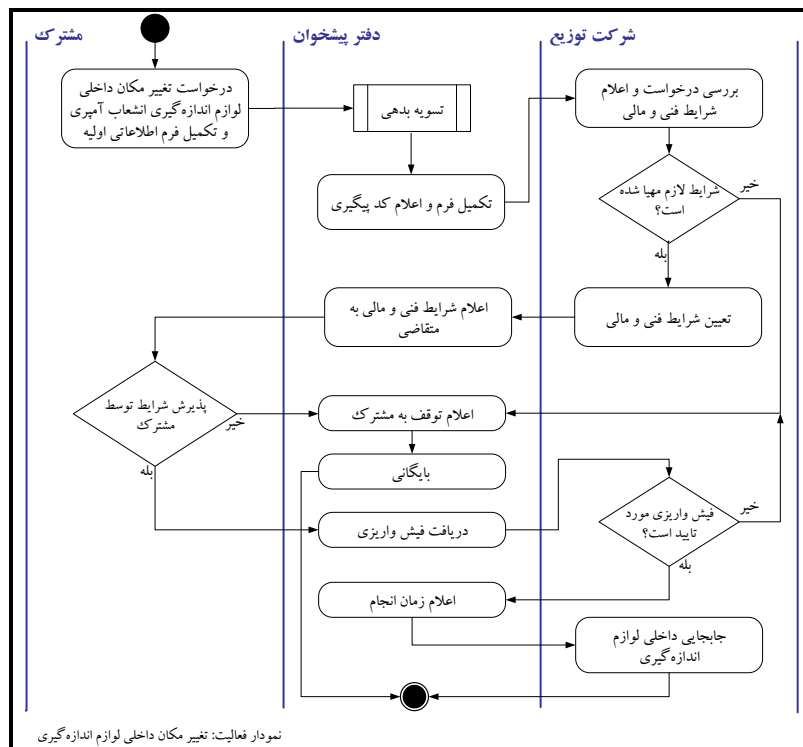 شرکت توزیع
دفتر پیشخوان
مشترک
درخواست تغییر مکان داخلی
لوازم اندازه‌گیری انشعاب آمپری
و تکمیل فرم اطلاعاتی اولیه
تسویه بدهی
تکمیل فرم و اعلام کد پیگیری
بررسی درخواست و اعلام
شرایط فنی و مالی
شرایط لازم مهیا شده
است؟
خیر
بله
تعیین شرایط فنی و مالی
اعلام شرایط فنی و مالی به
متقاضی
پذیرش شرایط توسط
مشترک
خیر
بله
اعلام توقف به مشترک
بایگانی
دریافت فیش واریزی
فیش واریزی مورد
تایید است؟
خیر
بله
اعلام زمان انجام
جابجایی داخلی لوازم
اندازه‌گیری
نمودار فعالیت: تغییر مکان داخلی لوازم اندازه‌گیری